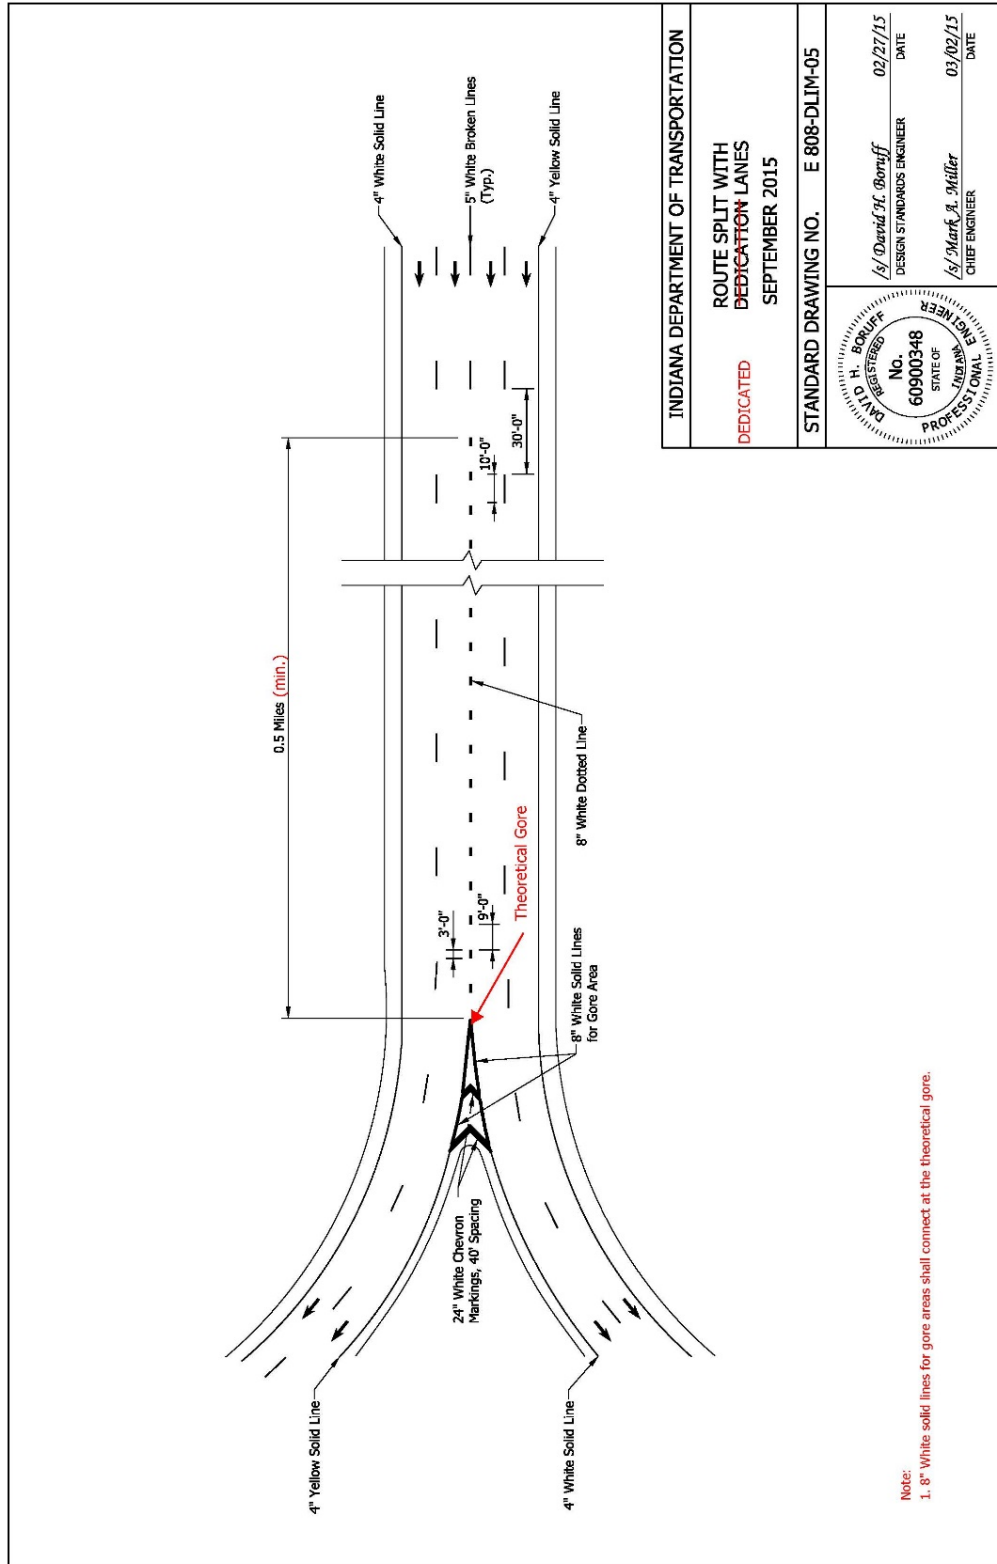 4" White Solid Line
5" White Broken Lines
(Typ.)
4" Yellow Solid Line
0.5 Miles (min.)
10'-0"
30'-0"
8" White Dotted Line
3'-0"
9'-0"
Theoretical Gore
8" White Solid Lines
for Gore Area
24" White Chevron
Markings, 40' Spacing
4" Yellow Solid Line
4" White Solid Line
Note:
1. 8" White solid lines for gore areas shall connect at the theoretical gore.
INDIANA DEPARTMENT OF TRANSPORTATION
ROUTE SPLIT WITH
DEDICATED DEDICATION LANES
SEPTEMBER 2015
STANDARD DRAWING NO. E 808-DLIM-05
DAVID H. BORUFF
REGISTERED
No.
60900348
STATE OF
INDIANA
PROFESSIONAL ENGINEER
/s/ David H. Boruff 02/27/15
DESIGN STANDARDS ENGINEER DATE
/s/ Mark A. Miller 03/02/15
CHIEF ENGINEER DATE